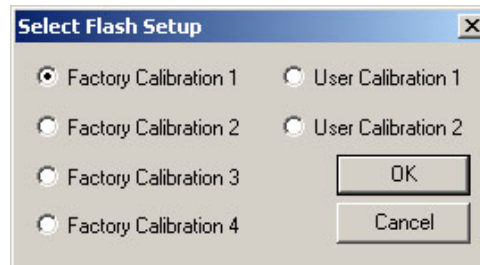 Select Flash Setup
Factory Calibration 1
User Calibration 1
Factory Calibration 2
User Calibration 2
Factory Calibration 3
OK
Factory Calibration 4
Cancel